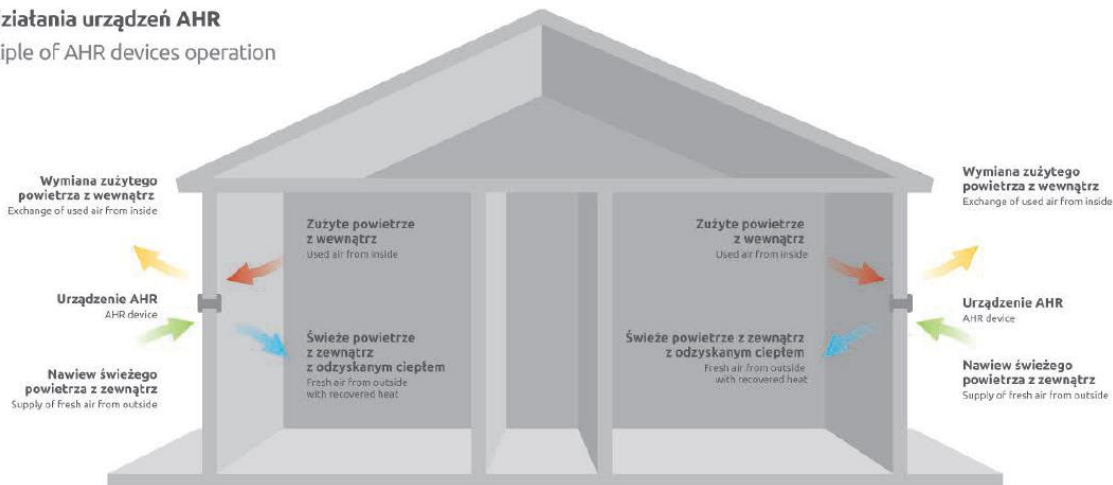 ziałania urządzeń AHR
iple of AHR devices operation
Wymiana zużytego
powietrza z wewnątrz
Exchange of used air from inside
Urządzenie AHR
AHR device
Nawiew świeżego
powietrza z zewnątrz
Supply of fresh air from outside
Zużyte powietrze
z wewnątrz
Used air from inside
Świeże powietrze
z zewnątrz
z odzyskanym ciepłem
Fresh air from outside
with recovered heat
Zużyte powietrze
z wewnątrz
Used air from inside
Świeże powietrze z zewnątrz
z odzyskanym ciepłem
Fresh air from outside
with recovered heat
Wymiana zużytego
powietrza z wewnątrz
Exchange of used air from inside
Urządzenie AHR
AHR device
Nawiew świeżego
powietrza z zewnątrz
Supply of fresh air from outside